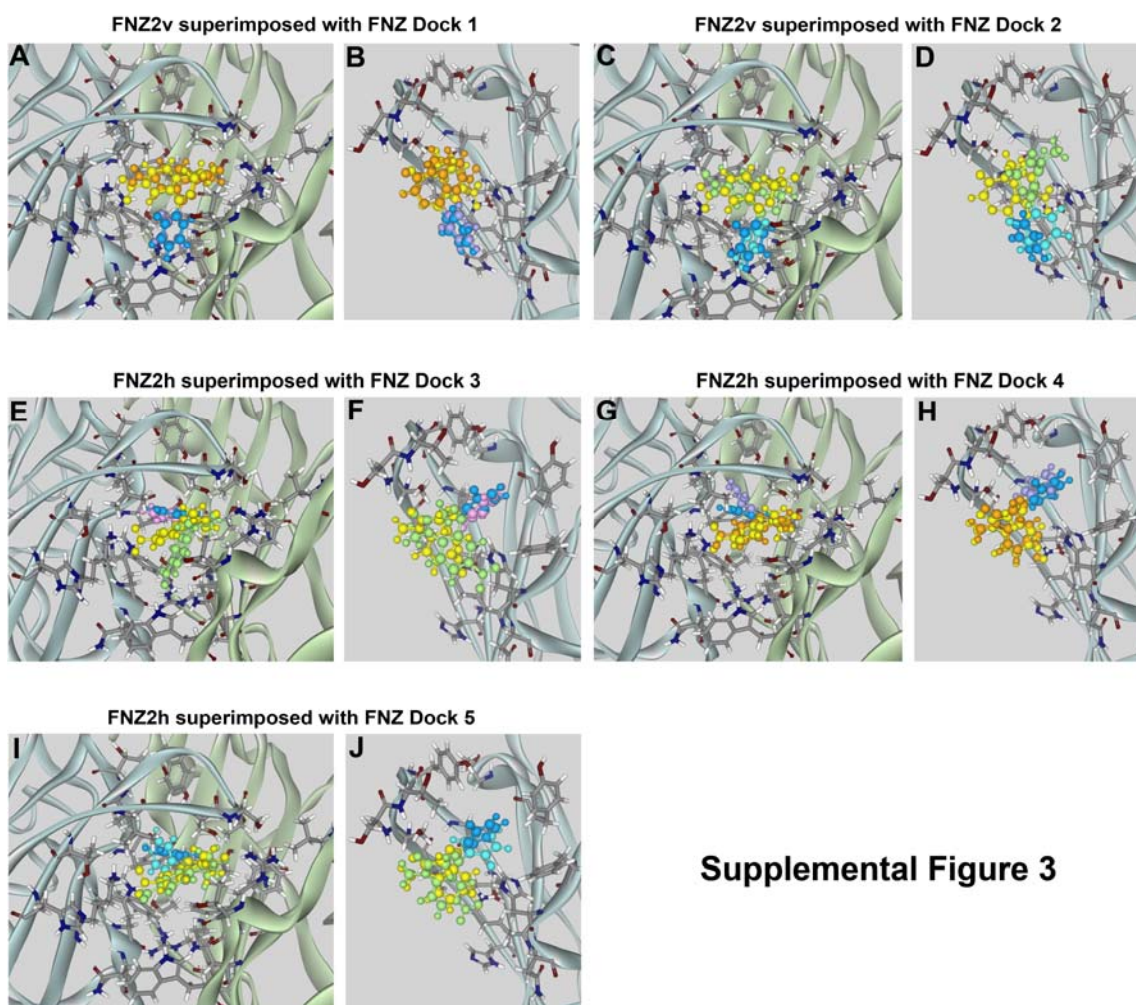 FNZ2v superimposed with FNZ Dock 1
FNZ2v superimposed with FNZ Dock 2
A
B
C
D
FNZ2h superimposed with FNZ Dock 3
FNZ2h superimposed with FNZ Dock 4
E
F
G
H
FNZ2h superimposed with FNZ Dock 5
I
J
Supplemental Figure 3